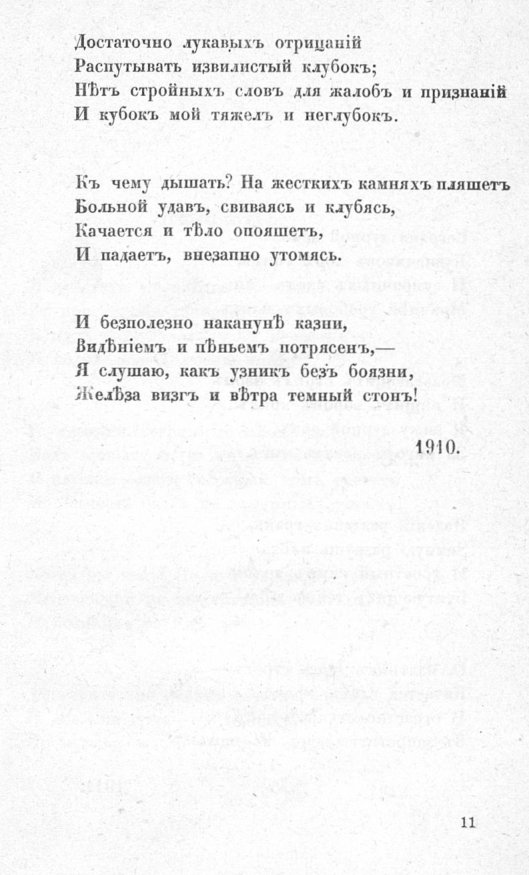 Достаточно лукавыхъ отрицаній
Распутывать извилистый клубок;
Нѣтъ стройныхъ словъ для жалобъ и признаній
И кубокъ мой тяжелъ и неглубокъ.
Къ чему дышать? На жесткихъ камняхъ пляшетъ
Больной удавъ, свиваясь и клубясь,
Качается и тѣло опояшетъ,
И падаетъ, внезапно утомясь.
И безполезно наканунѣ казни,
Видѣніемъ и пѣньемъ потрясен,—
Я слушаю, какъ узникъ безъ боязни,
Желѣза визгъ и вѣтра темный стонъ!
1910.
11